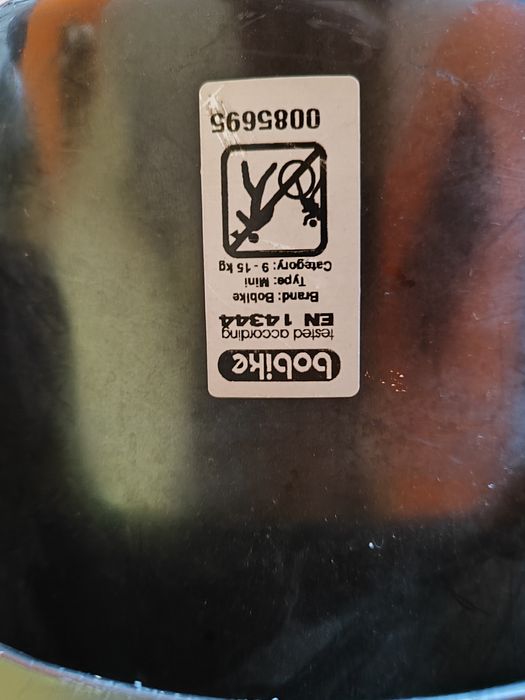 bobike
tested according
EN 14344
Brand: Bobike
Type: Mini
Category: 9 - 15 kg
0085695